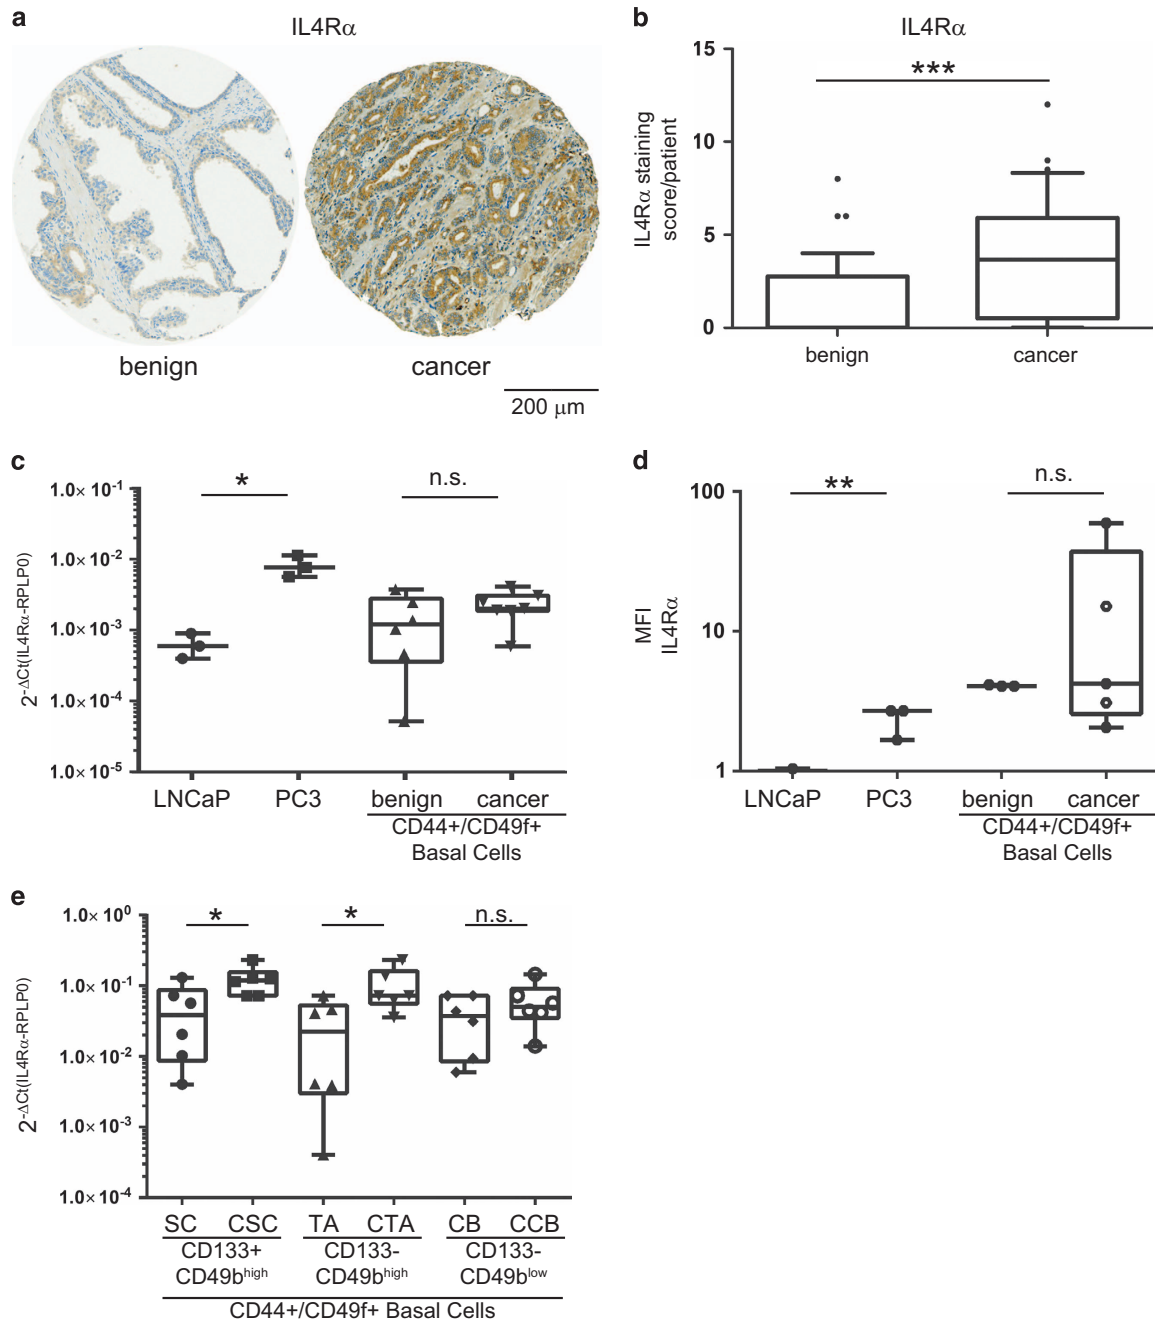 a
IL4Rα
benign
cancer
200 μm
b
IL4Rα
IL4Rα staining
score/patient
15
10
5
0
***
benign
cancer
c
2-ΔCt(IL4Rα-RPLP0)
1.0×10-1
1.0×10-2
1.0×10-3
1.0×10-4
1.0×10-5
*
n.s.
LNCaP
PC3
benign
cancer
CD44+/CD49f+
Basal Cells
d
MFI
IL4Rα
100
10
1
**
n.s.
LNCaP
PC3
benign
cancer
CD44+/CD49f+
Basal Cells
e
2-ΔCt(IL4Rα-RPLP0)
1.0×100
1.0×10-1
1.0×10-2
1.0×10-3
1.0×10-4
*
*
n.s.
SC
CSC
TA
CTA
CB
CCB
CD133+
CD49bhigh
CD133-
CD49bhigh
CD133-
CD49blow
CD44+/CD49f+ Basal Cells